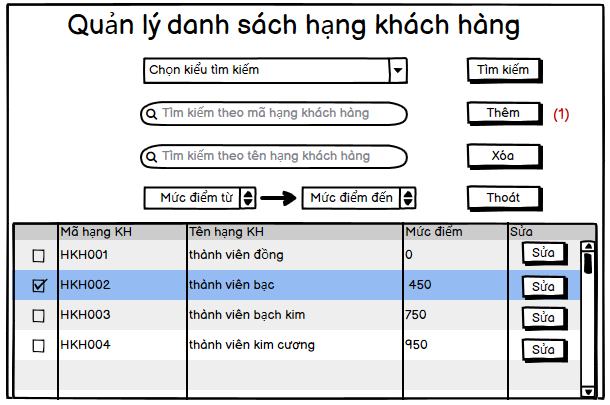 Quản lý danh sách hạng khách hàng
Chọn kiểu tìm kiếm
Tìm kiếm
Tìm kiếm theo mã hạng khách hàng
Thêm
(1)
Tìm kiếm theo tên hạng khách hàng
Xóa
Mức điểm từ
Mức điểm đến
Thoát
Mã hạng KH Tên hạng KH Mức điểm Sửa
HKH001 thành viên đồng 0 Sửa
HKH002 thành viên bạc 450 Sửa
HKH003 thành viên bạch kim 750 Sửa
HKH004 thành viên kim cương 950 Sửa